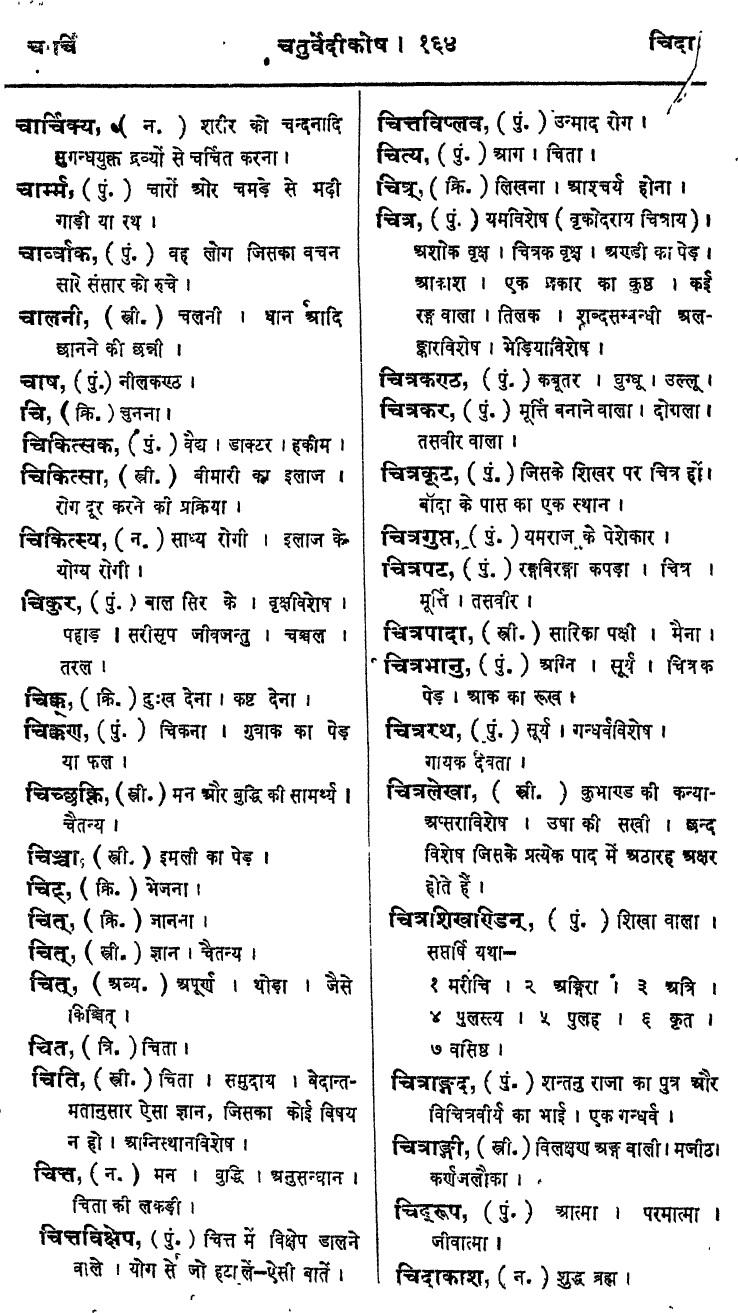 चार्चि
चतुर्वेदीकोष । १६४
चिदा
चार्चिक्य, ( न. ) शरीर को चन्दनादि
सुगन्धयुक्त द्रव्यों से चर्चित करना ।
चार्म्म, ( पुं. ) चारों ओर चमड़े से मढ़ी
गाड़ी या रथ ।
चार्व्वाक, ( पुं. ) वह लोग जिसका वचन
सारे संसार को रुचे ।
चालनी, ( स्त्री. ) चलनी । धान आदि
छानने की छन्नी ।
चाष, ( पुं.) नीलकण्ठ ।
चि, ( क्रि. ) चुनना ।
चिकित्सक, ( पुं. ) वैद्य । डाक्टर । हकीम ।
चिकित्सा, ( स्त्री. ) बीमारी का इलाज ।
रोग दूर करने की प्रक्रिया ।
चिकित्स्य, ( न. ) साध्य रोगी । इलाज के
योग्य रोगी ।
चिकुर, ( पुं. ) बाल सिर के । वृक्षविशेष ।
पहाड़ । सरीसृप जीवजन्तु । चञ्चल ।
तरल ।
चिक्क्, ( क्रि. ) दुःख देना । कष्ट देना ।
चिक्कण, ( पुं. ) चिकना । गुवाक का पेड़
या फल ।
चिच्छक्ति, (स्त्री.) मन और बुद्धि की सामर्थ्य ।
चैतन्य ।
चिञ्चा, ( स्त्री. ) इमली का पेड़ ।
चिट्, ( क्रि. ) भेजना ।
चित्, ( क्रि. ) जानना ।
चित्, ( स्त्री. ) ज्ञान । चैतन्य ।
चित्, ( अव्य. ) अपूर्ण । थोड़ा । जैसे
किञ्चित् ।
चित, ( त्रि. ) चिता ।
चिति, ( स्त्री. ) चिता । समुदाय । बेदान्त-
मतानुसार ऐसा ज्ञान, जिसका कोई विषय
न हो । अग्निस्थानविशेष ।
चित्त, ( न. ) मन । बुद्धि । अनुसन्धान ।
चिता की लकड़ी ।
चित्तविक्षेप, ( पुं. ) चित्त में विक्षेप डालने
वाले । योग से जो हटा लें–ऐसी बातें ।
चित्तविप्लव, ( पुं. ) उन्माद रोग ।
चित्य, ( पुं. ) आग । चिता ।
चित्र्, ( क्रि. ) लिखना । आश्चर्य होना ।
चित्र, ( पुं. ) यमविशेष ( वृकोदराय चित्राय ) ।
अशोक वृक्ष । चित्रक वृक्ष । अण्डी का पेड़ ।
आकाश । एक प्रकार का कुष्ठ । कई
रङ्ग वाला । तिलक । शब्दसम्बन्धी अल-
ङ्कारविशेष । भेड़ियाविशेष ।
चित्रकण्ठ, ( पुं. ) कबूतर । घुग्घू । उल्लू ।
चित्रकर, ( पुं. ) मूर्त्ति बनाने वाला । दोगला ।
तसवीर वाला ।
चित्रकूट, ( पुं. ) जिसके शिखर पर चित्र हों ।
बाँदा के पास का एक स्थान ।
चित्रगुप्त, ( पुं. ) यमराज के पेशेकार ।
चित्रपट, ( पुं. ) रङ्गबिरङ्गा कपड़ा । चित्र ।
मूर्त्ति । तसवीर ।
चित्रपादा, ( स्त्री. ) सारिका पक्षी । मैना ।
चित्रभानु, ( पुं. ) अग्नि । सूर्य । चित्रक
पेड़ । आक का रूख ।
चित्ररथ, ( पुं. ) सूर्य । गन्धर्वविशेष ।
गायक देवता ।
चित्रलेखा, ( स्त्री. ) कुभाण्ड की कन्या-
अप्सराविशेष । उषा की सखी । छन्द
विशेष जिसके प्रत्येक पाद में अठारह अक्षर
होते हैं ।
चित्रशिखण्डिन्, ( पुं. ) शिखा वाला ।
सप्तर्षि यथा–
१ मरीचि । २ अङ्गिरा । ३ अत्रि ।
४ पुलस्त्य । ५ पुलह । ६ कृत ।
७ वसिष्ठ ।
चित्राङ्गद, ( पुं. ) शन्तनु राजा का पुत्र और
विचित्रवीर्य का भाई । एक गन्धर्व ।
चित्राङ्गी, ( स्त्री. ) विलक्षण अङ्ग वाली । मजीठ ।
कर्णजलौका ।
चिद्रूप, ( पुं. ) आत्मा । परमात्मा ।
जीवात्मा ।
चिदाकाश, ( न. ) शुद्ध ब्रह्म ।